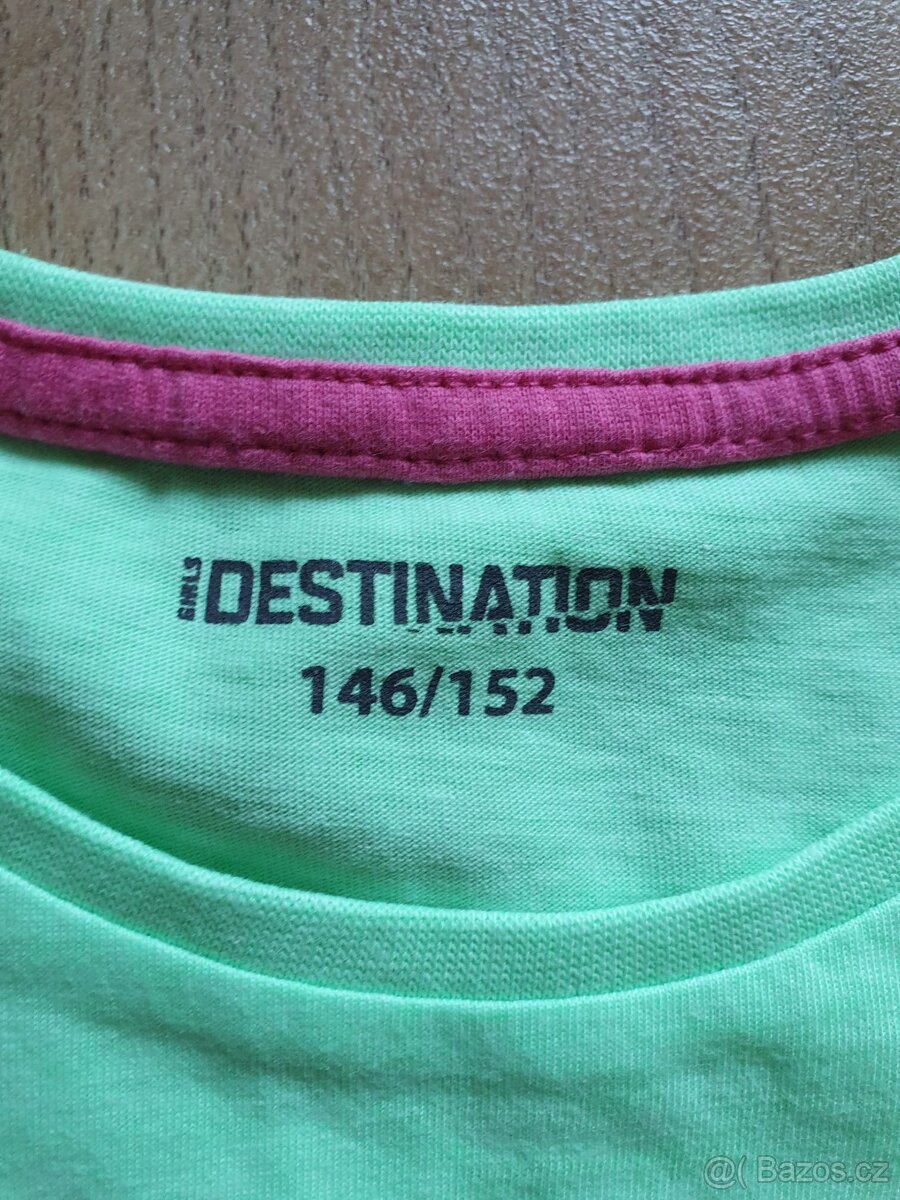 GIRLS DESTINATION
146/152
@( Bazos.cz